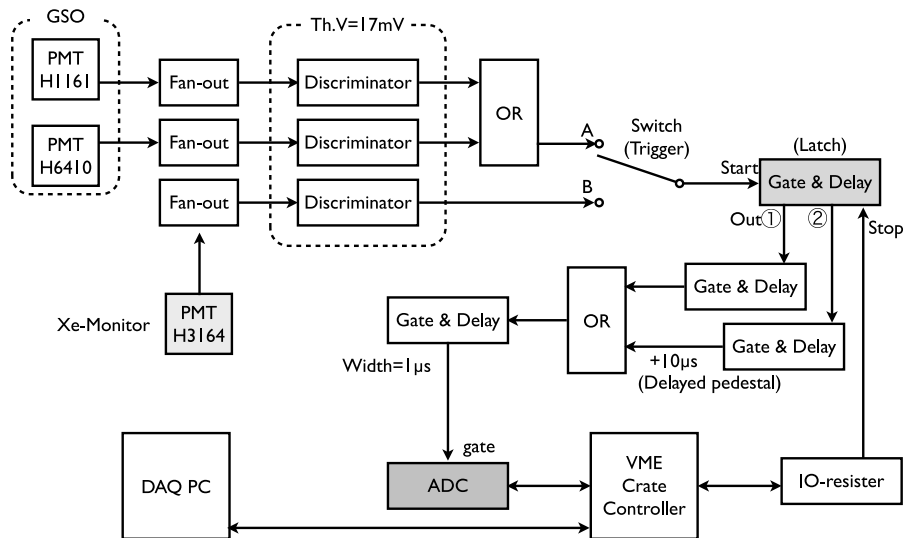 GSO
Th.V=17mV
PMT
H1161
Fan-out
Discriminator
OR
PMT
H6410
Fan-out
Discriminator
A
Switch
(Trigger)
(Latch)
Start
Gate & Delay
Fan-out
Discriminator
B
Out①
②
Stop
Xe-Monitor
PMT
H3164
Gate & Delay
OR
Gate & Delay
Gate & Delay
Width=1μs
+10μs
(Delayed pedestal)
gate
DAQ PC
ADC
VME
Crate
Controller
IO-resister